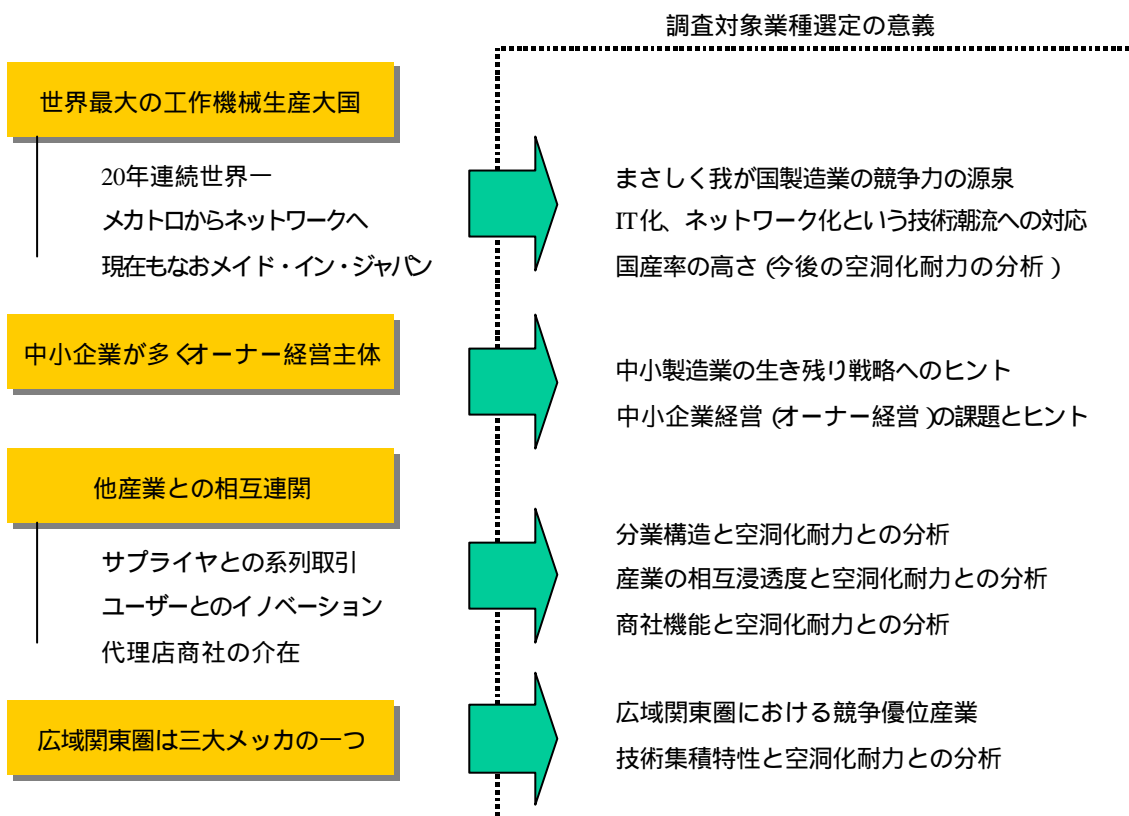 調査対象業種選定の意義
世界最大の工作機械生産大国
20年連続世界一
メカトロからネットワークへ
現在もなおメイド・イン・ジャパン
まさしく我が国製造業の競争力の源泉
IT化、ネットワーク化という技術潮流への対応
国産率の高さ(今後の空洞化耐力の分析)
中小企業が多くオーナー経営主体
中小製造業の生き残り戦略へのヒント
中小企業経営(オーナー経営)の課題とヒント
他産業との相互連関
サプライヤとの系列取引
ユーザーとのイノベーション
代理店商社の介在
分業構造と空洞化耐力との分析
産業の相互浸透度と空洞化耐力との分析
商社機能と空洞化耐力との分析
広域関東圏は三大メッカの一つ
広域関東圏における競争優位産業
技術集積特性と空洞化耐力との分析